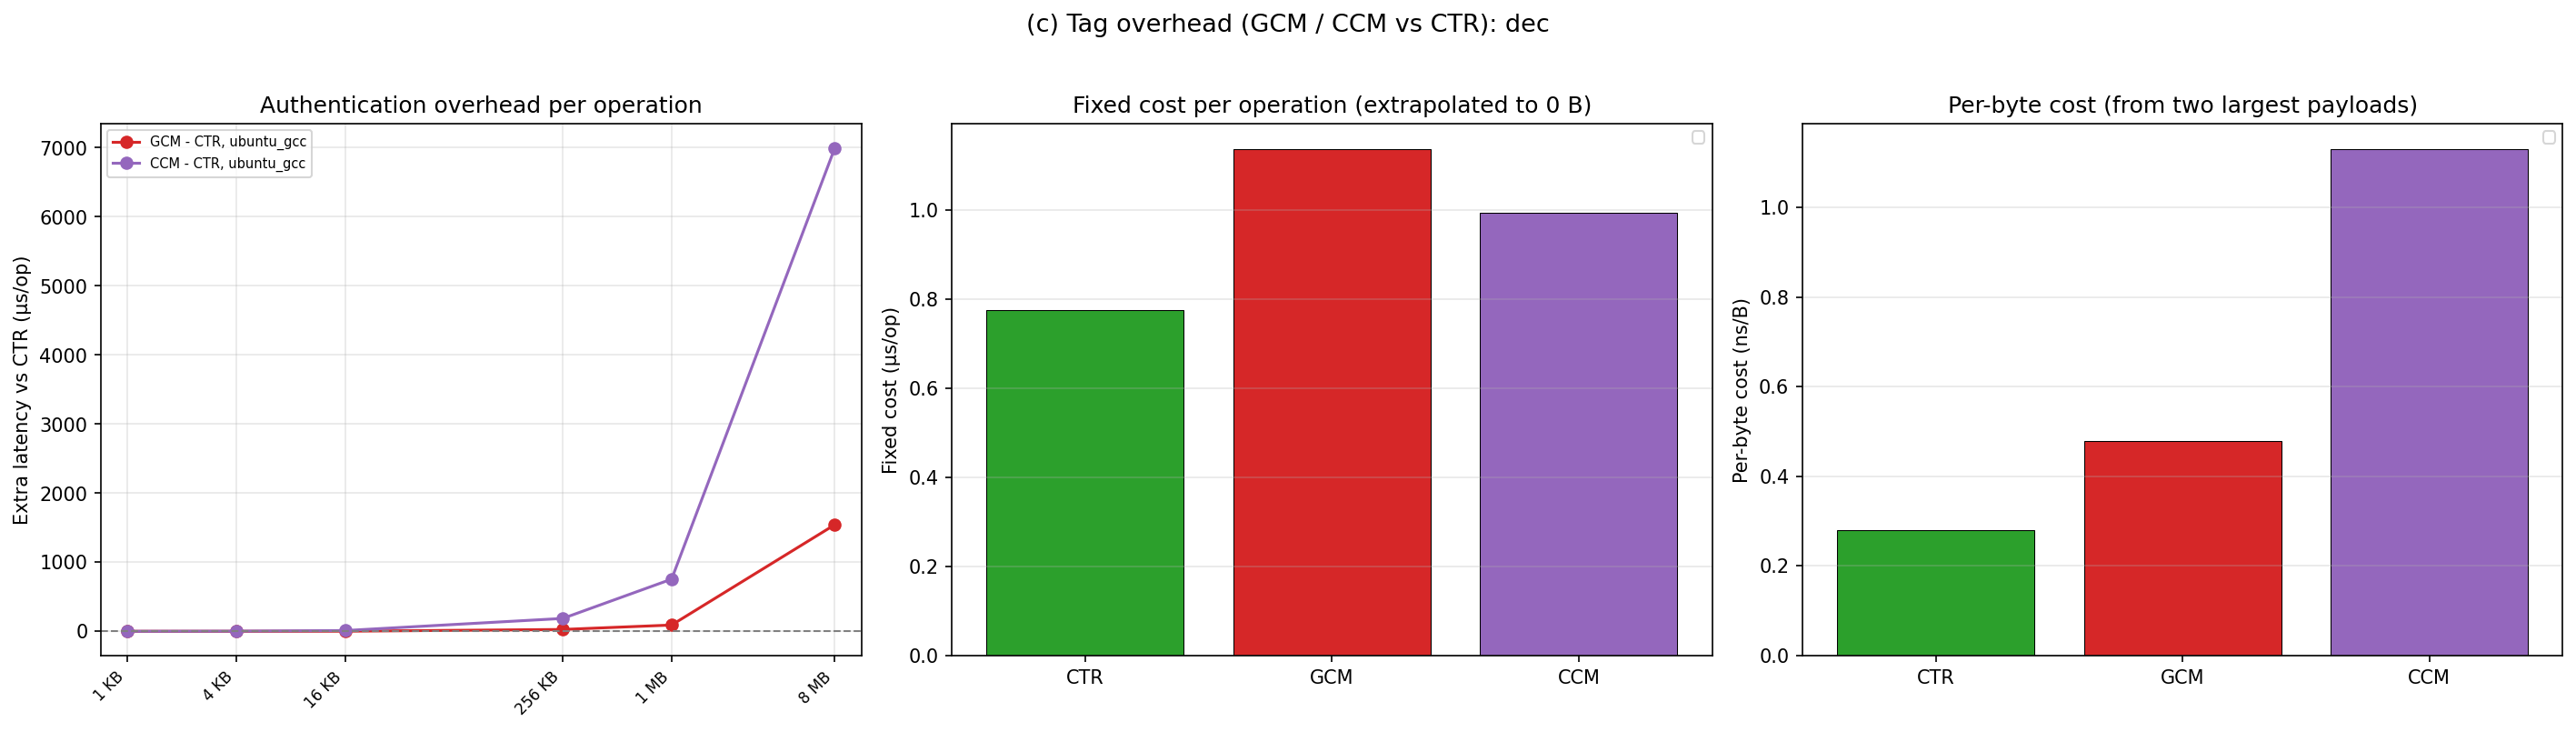 (c) Tag overhead (GCM / CCM vs CTR): dec
Authentication overhead per operation
Extra latency vs CTR (µs/op)
7000
6000
5000
4000
3000
2000
1000
0
GCM - CTR, ubuntu_gcc
CCM - CTR, ubuntu_gcc
1 KB
4 KB
16 KB
256 KB
1 MB
8 MB
Fixed cost per operation (extrapolated to 0 B)
Fixed cost (µs/op)
1.0
0.8
0.6
0.4
0.2
0.0
CTR
GCM
CCM
Per-byte cost (from two largest payloads)
Per-byte cost (ns/B)
1.0
0.8
0.6
0.4
0.2
0.0
CTR
GCM
CCM